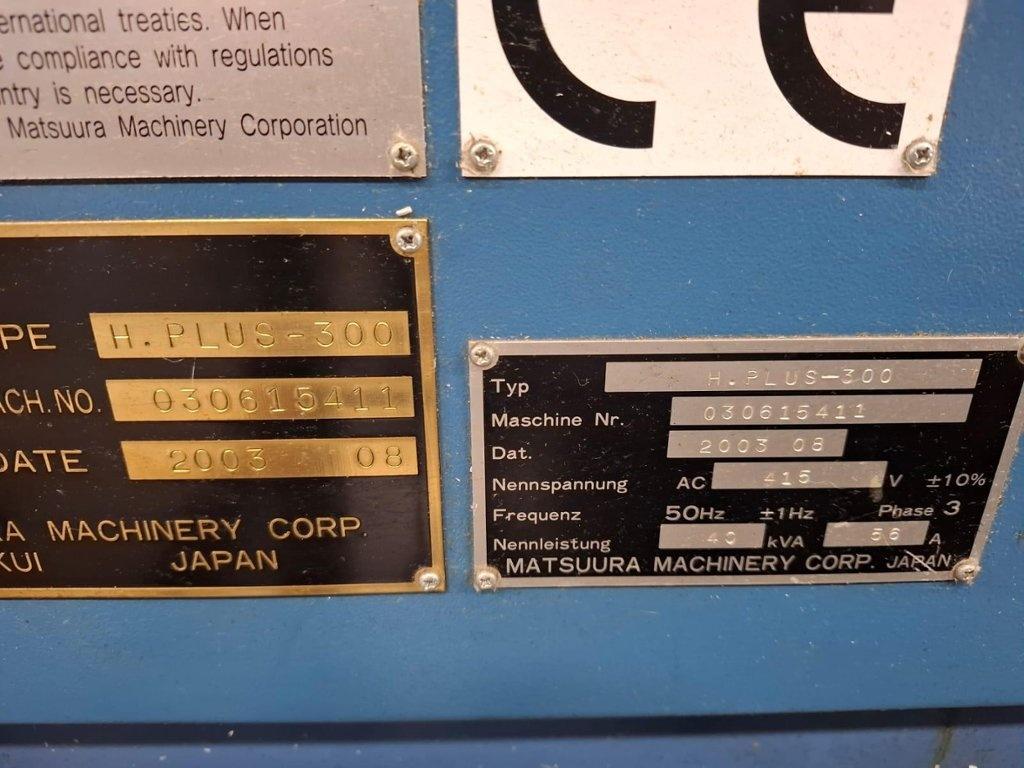 ernational treaties. When
e compliance with regulations
ntry is necessary.
Matsuura Machinery Corporation
CE
PE H.PLUS-300
ACH.NO. 030615411
DATE 2003 08
RA MACHINERY CORP.
KUI JAPAN
Typ H.PLUS-300
Maschine Nr. 030615411
Dat. 2003 08
Nennspannung AC 415 V ±10%
Frequenz 50Hz ±1Hz Phase 3
Nennleistung 40 kVA 56 A
MATSUURA MACHINERY CORP. JAPAN